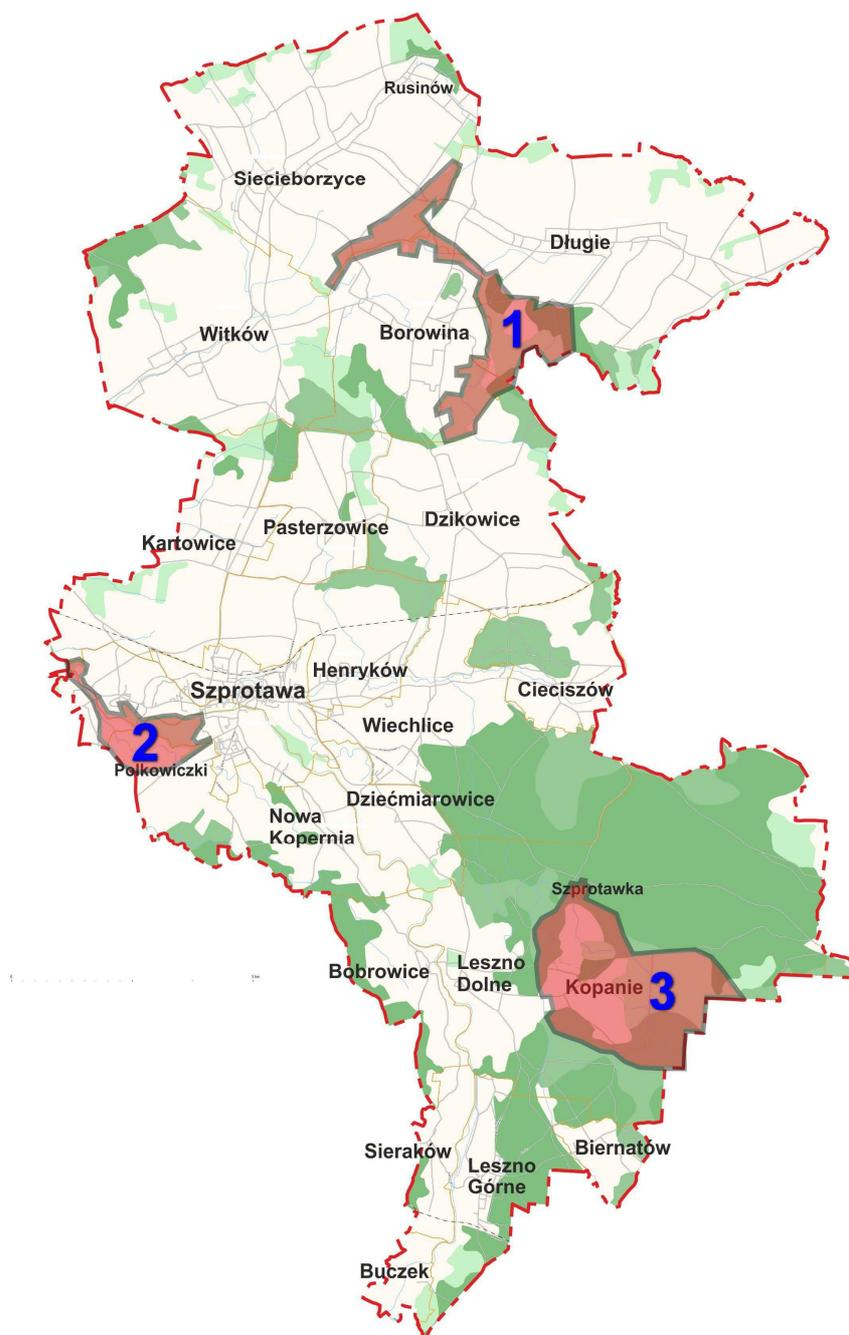 Rusinów
Siecieborzyce
Długie
Witków
Borowina
1
Kartowice
Pasterzowice
Dzikowice
Szprotawa
Henryków
Cieciszów
Wiechlice
2
Polkowiczki
Dziećmiarowice
Nowa
Kopernia
Szprotawka
Bobrowice
Leszno
Dolne
Kopanie
3
Sieraków
Leszno
Górne
Biernatów
Buczek